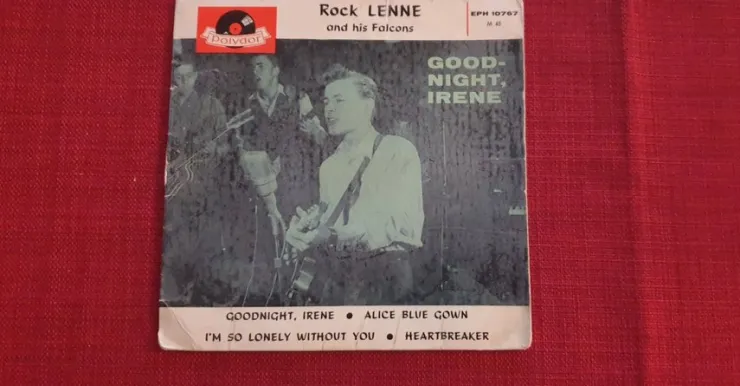 Rock LENNE
and his Falcons
EPH 10767
Polydor
GOOD-
NIGHT,
IRENE
GOODNIGHT, IRENE ● ALICE BLUE GOWN
I'M SO LONELY WITHOUT YOU ● HEARTBREAKER